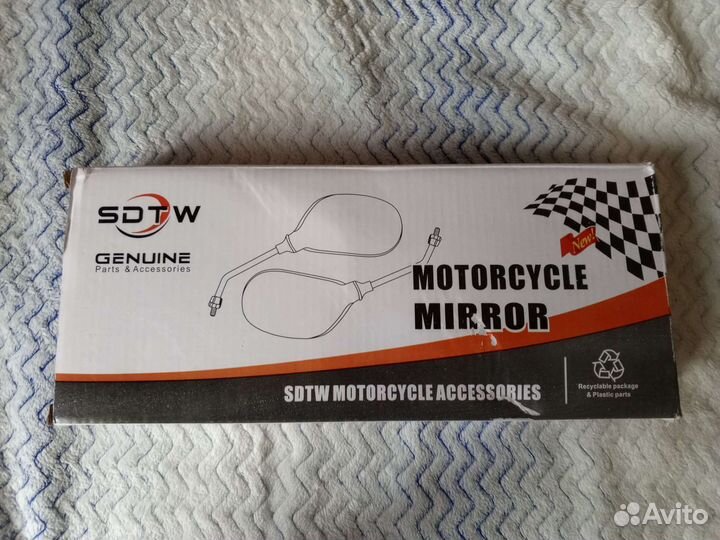 SDTW
GENUINE
Parts & Accessories
New!
MOTORCYCLE
MIRROR
SDTW MOTORCYCLE ACCESSORIES
Recyclable package
& Plastic parts
Avito